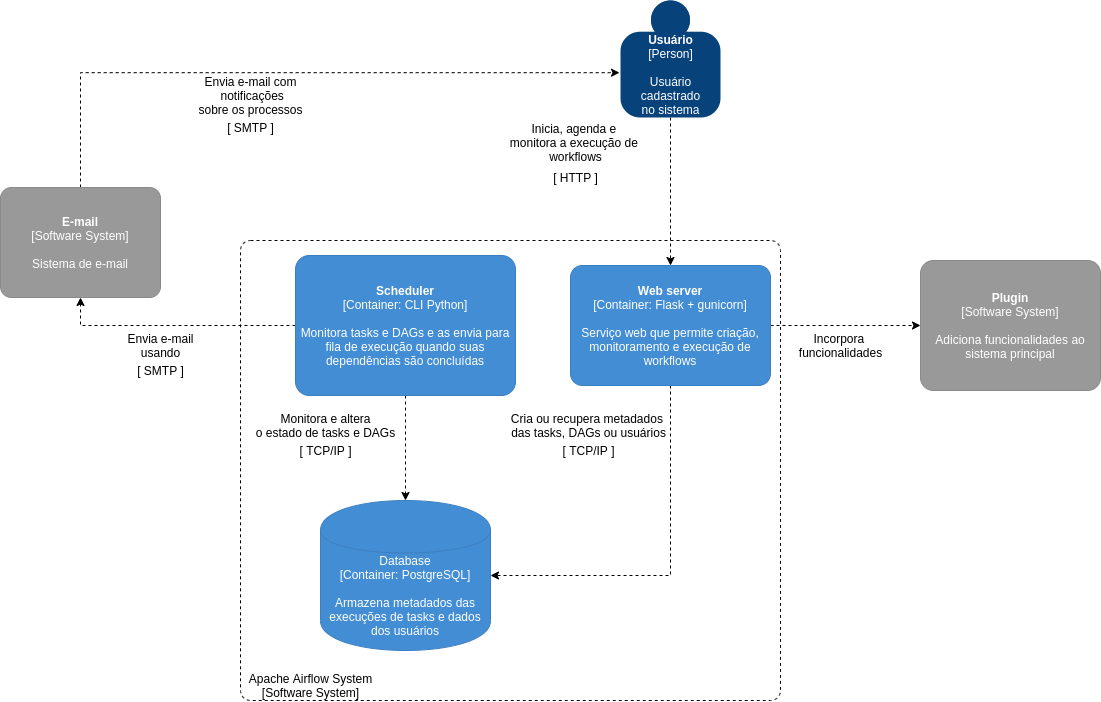 Usuário
[Person]
Usuário
cadastrado
no sistema
Envia e-mail com
notificações
sobre os processos
[ SMTP ]
Inicia, agenda e
monitora a execução de
workflows
[ HTTP ]
E-mail
[Software System]
Sistema de e-mail
Scheduler
[Container: CLI Python]
Monitora tasks e DAGs e as envia para
fila de execução quando suas
dependências são concluídas
Web server
[Container: Flask + gunicorn]
Serviço web que permite criação,
monitoramento e execução de
workflows
Plugin
[Software System]
Adiciona funcionalidades ao
sistema principal
Envia e-mail
usando
[ SMTP ]
Incorpora
funcionalidades
Monitora e altera
o estado de tasks e DAGs
[ TCP/IP ]
Cria ou recupera metadados
das tasks, DAGs ou usuários
[ TCP/IP ]
Database
[Container: PostgreSQL]
Armazena metadados das
execuções de tasks e dados
dos usuários
Apache Airflow System
[Software System]